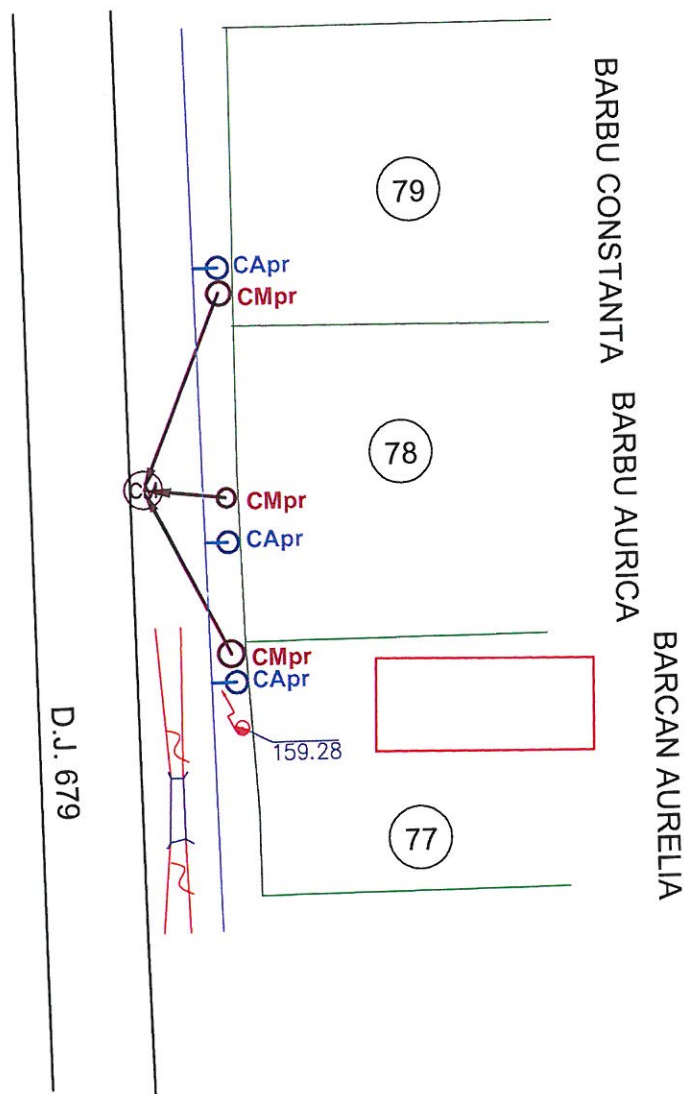 BARBU CONSTANTA
79
CApr
CMpr
BARBU AURICA
78
CMpr
CApr
BARCAN AURELIA
CMpr
CApr
159.28
77
D.J. 679